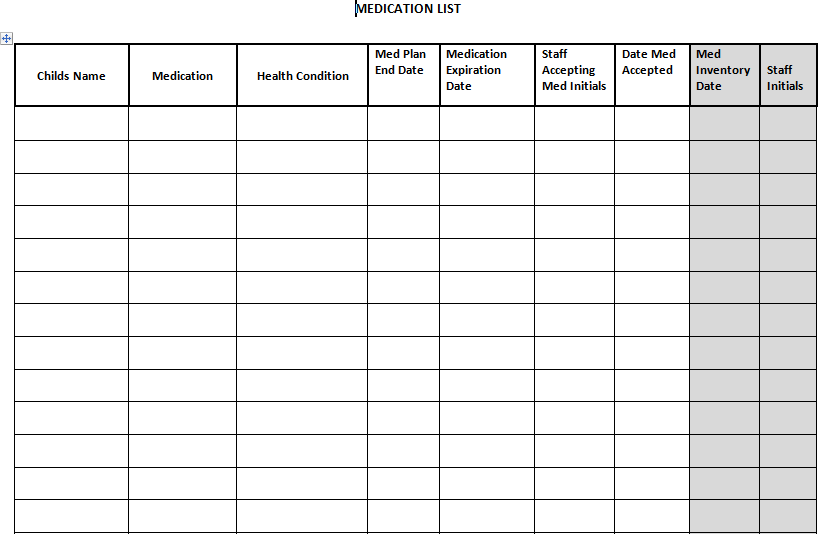 MEDICATION LIST
Childs Name
Medication
Health Condition
Med Plan
End Date
Medication
Expiration
Date
Staff
Accepting
Med Initials
Date Med
Accepted
Med
Inventory
Date
Staff
Initials